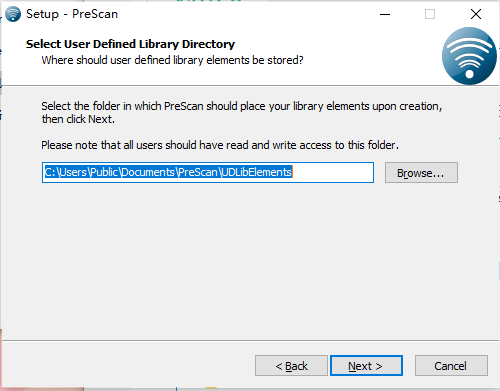 Setup - PreScan
Select User Defined Library Directory
Where should user defined library elements be stored?
Select the folder in which PreScan should place your library elements upon creation,
then click Next.
Please note that all users should have read and write access to this folder.
C:\Users\Public\Documents\PreScan\UDLibElements
Browse...
< Back
Next >
Cancel